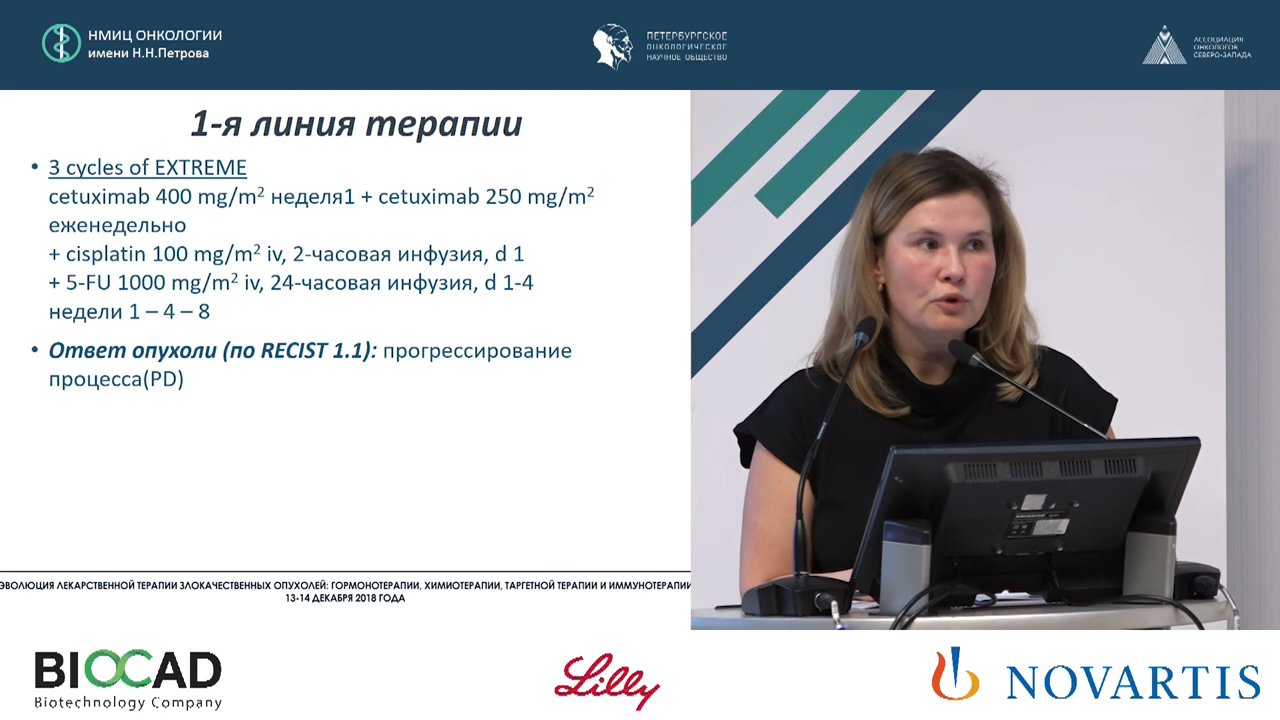 НМИЦ ОНКОЛОГИИ
имени Н.Н.Петрова
ПЕТЕРБУРГСКОЕ
ОНКОЛОГИЧЕСКОЕ
НАУЧНОЕ ОБЩЕСТВО
АССОЦИАЦИЯ
ОНКОЛОГОВ
СЕВЕРО-ЗАПАДА
1-я линия терапии
• 3 cycles of EXTREME
cetuximab 400 mg/m² неделя1 + cetuximab 250 mg/m²
еженедельно
+ cisplatin 100 mg/m² iv, 2-часовая инфузия, d 1
+ 5-FU 1000 mg/m² iv, 24-часовая инфузия, d 1-4
недели 1 – 4 – 8
• Ответ опухоли (по RECIST 1.1): прогрессирование
процесса(PD)
ЭВОЛЮЦИЯ ЛЕКАРСТВЕННОЙ ТЕРАПИИ ЗЛОКАЧЕСТВЕННЫХ ОПУХОЛЕЙ: ГОРМОНОТЕРАПИИ, ХИМИОТЕРАПИИ, ТАРГЕТНОЙ ТЕРАПИИ И ИММУНОТЕРАПИИ
13-14 ДЕКАБРЯ 2018 ГОДА
BIOCAD
Biotechnology Company
Lilly
NOVARTIS